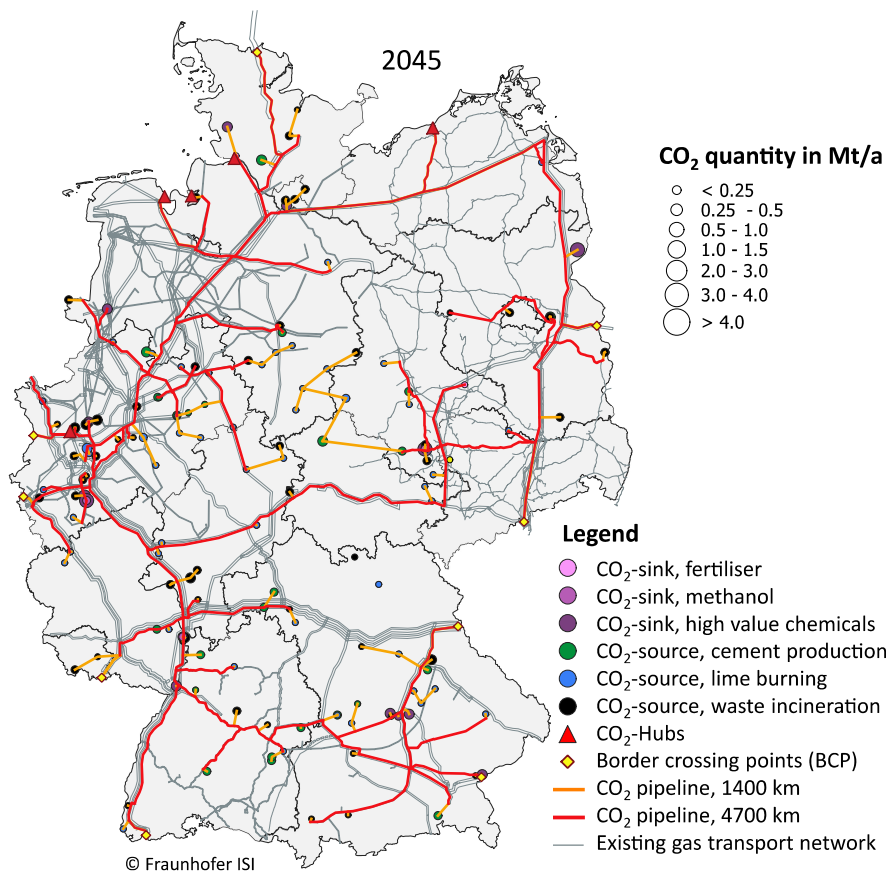 2045
CO₂ quantity in Mt/a
< 0.25
0.25 - 0.5
0.5 - 1.0
1.0 - 1.5
2.0 - 3.0
3.0 - 4.0
> 4.0
Legend
CO₂-sink, fertiliser
CO₂-sink, methanol
CO₂-sink, high value chemicals
CO₂-source, cement production
CO₂-source, lime burning
CO₂-source, waste incineration
CO₂-Hubs
Border crossing points (BCP)
CO₂ pipeline, 1400 km
CO₂ pipeline, 4700 km
Existing gas transport network
© Fraunhofer ISI